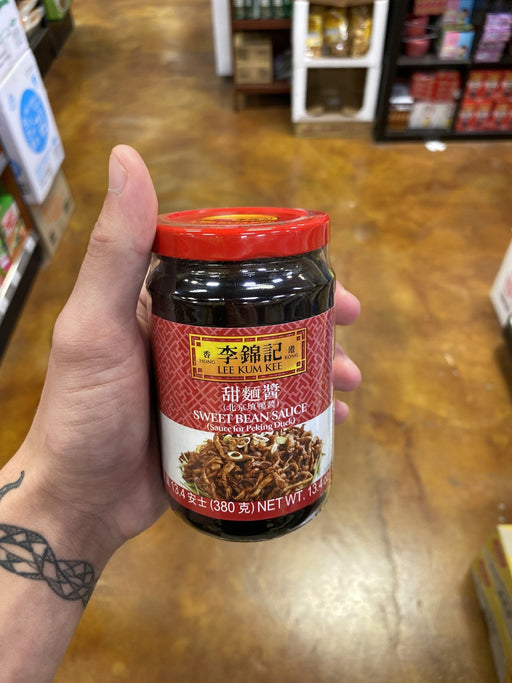 香 李錦記 港
HONG LEE KUM KEE KONG
甜麵醬
(北京填鴨醬)
SWEET BEAN SAUCE
(Sauce for Peking Duck)
13.4 安士 (380 克) NET WT. 13.4